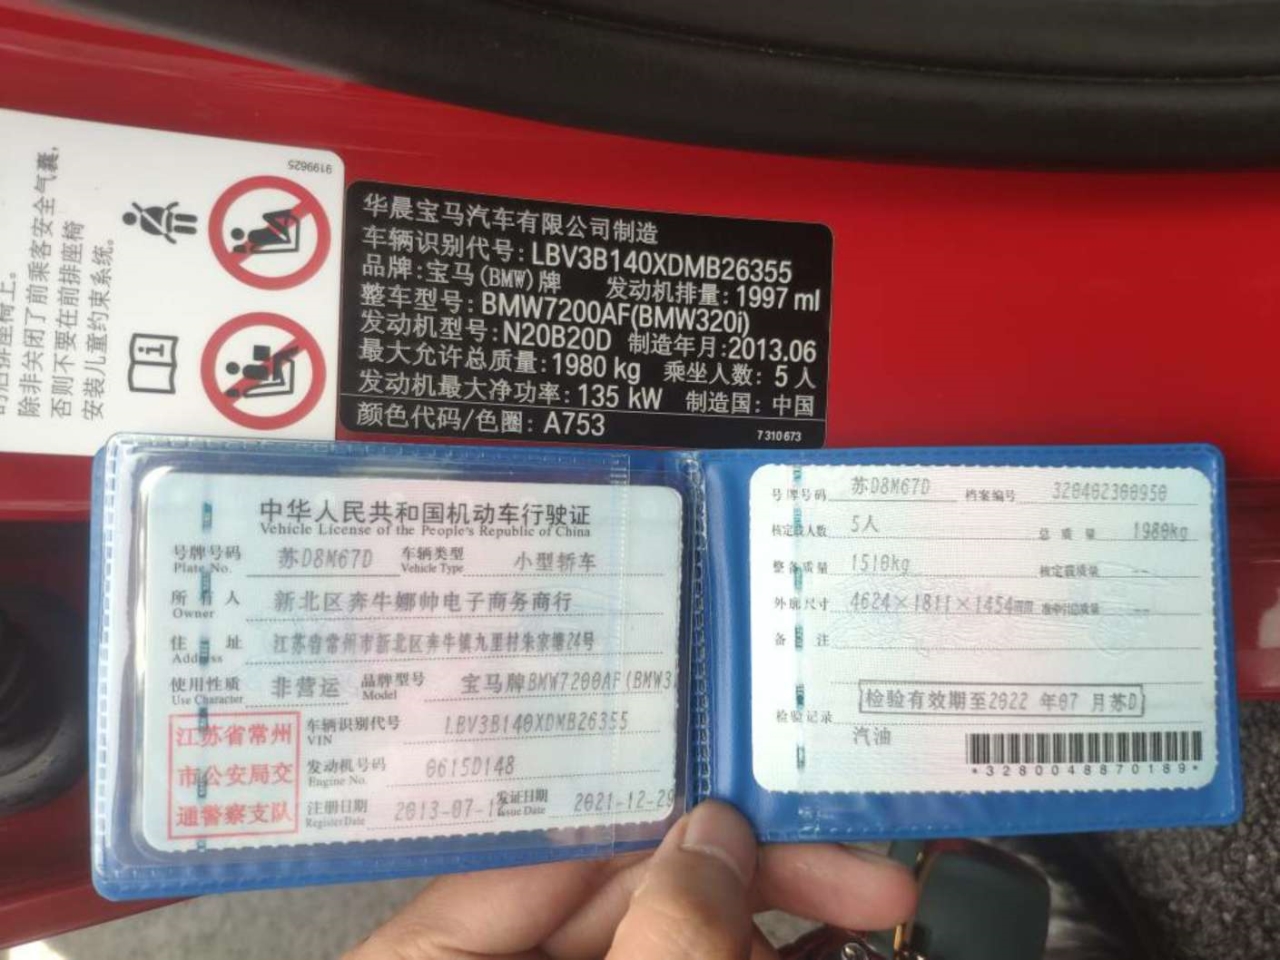 9199625
的后排座椅上。
除非关闭了前乘客安全气囊，
否则不要在前排座椅
安装儿童约束系统。
华晨宝马汽车有限公司制造
车辆识别代号: LBV3B140XDMB26355
品牌: 宝马(BMW)牌 发动机排量: 1997 ml
整车型号: BMW7200AF(BMW320i)
发动机型号: N20B20D 制造年月: 2013.06
最大允许总质量: 1980 kg 乘坐人数: 5 人
发动机最大净功率: 135 kW 制造国: 中国
颜色代码/色圈: A753
7 310 673
中华人民共和国机动车行驶证
Vehicle License of the People's Republic of China
号牌号码 苏D8M67D 车辆类型 小型轿车
Plate No. Vehicle Type
所有人 新北区奔牛娜帅电子商务商行
Owner
住址 江苏省常州市新北区奔牛镇九里村朱家塘24号
Address
使用性质 非营运 品牌型号 宝马牌BMW7200AF(BMW3
Use Character Model
江苏省常州
市公安局交
通警察支队
车辆识别代号 LBV3B140XDMB26355
VIN
发动机号码 0615D148
Engine No.
注册日期 2013-07-12 发证日期 2021-12-29
Register Date Issue Date
号牌号码 苏D8M67D 档案编号 320402300950
核定载人数 5人 总质量 1980kg
整备质量 1510kg 核定载质量 --
外廓尺寸 4624×1811×1454mm 准牵引总质量 --
备注
检验有效期至2022 年07 月苏D
检验记录
汽油
*3280048870189*